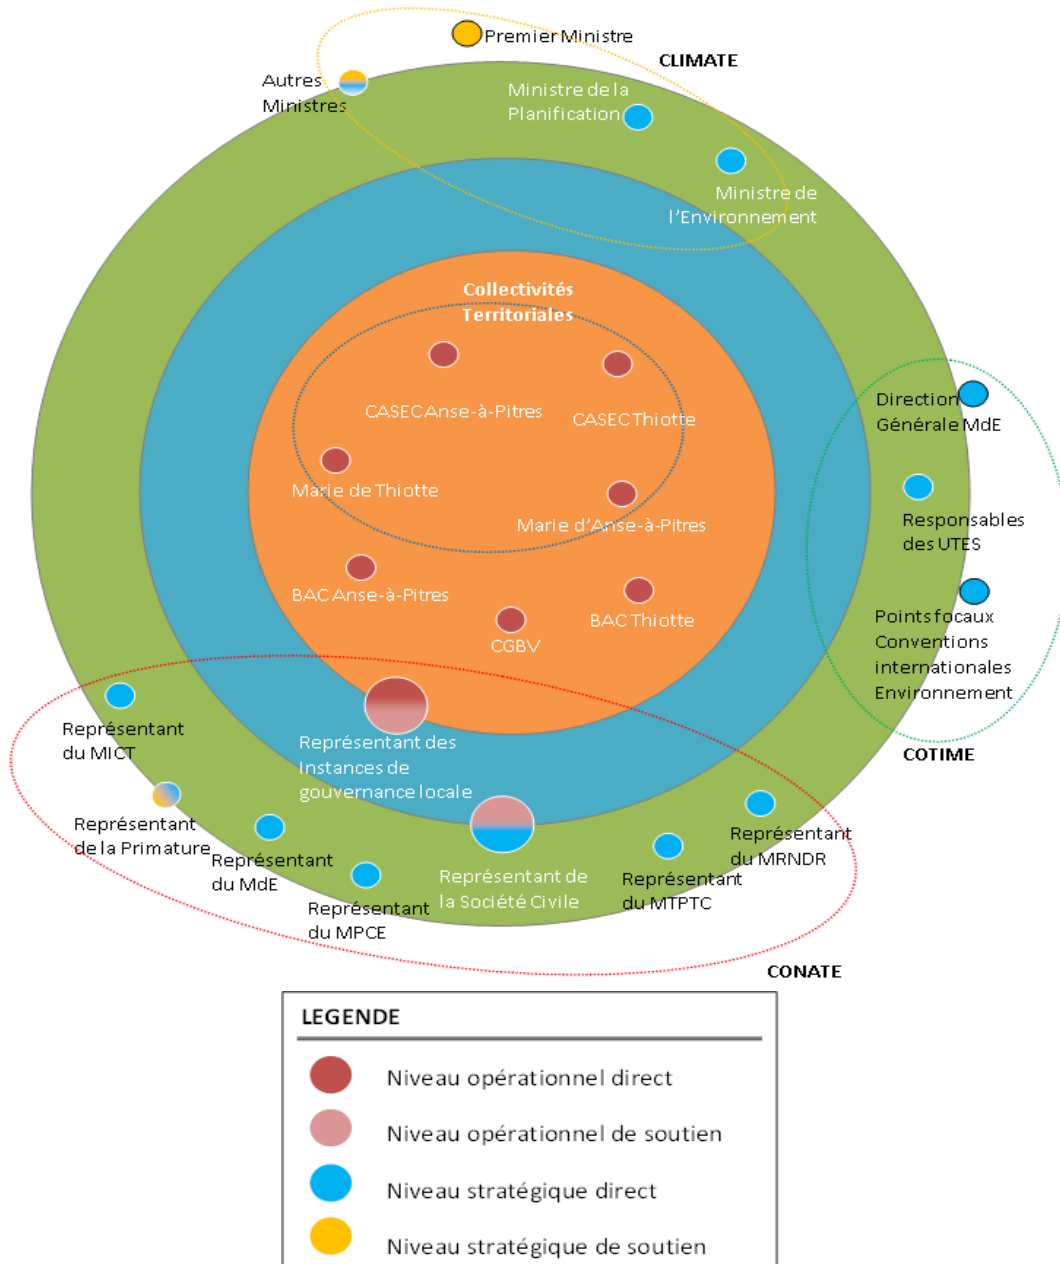 Premier Ministre
CLIMATE
Autres
Ministres
Ministre de la
Planification
Ministre de
l'Environnement
Collectivités
Territoriales
CASEC Anse-à-Pitres
CASEC Thiotte
Direction
Générale MdE
Marie de Thiotte
Marie d'Anse-à-Pitres
Responsables
des UTES
BAC Anse-à-Pitres
BAC Thiotte
CGBV
Points focaux
Conventions
internationales
Environnement
COTIME
Représentant
du MICT
Représentant des
Instances de
gouvernance locale
Représentant
de la Primature
Représentant
du MdE
Représentant
du MPCE
Représentant de
la Société Civile
Représentant
du MTPTC
Représentant
du MRNDR
CONATE
LEGENDE
Niveau opérationnel direct
Niveau opérationnel de soutien
Niveau stratégique direct
Niveau stratégique de soutien